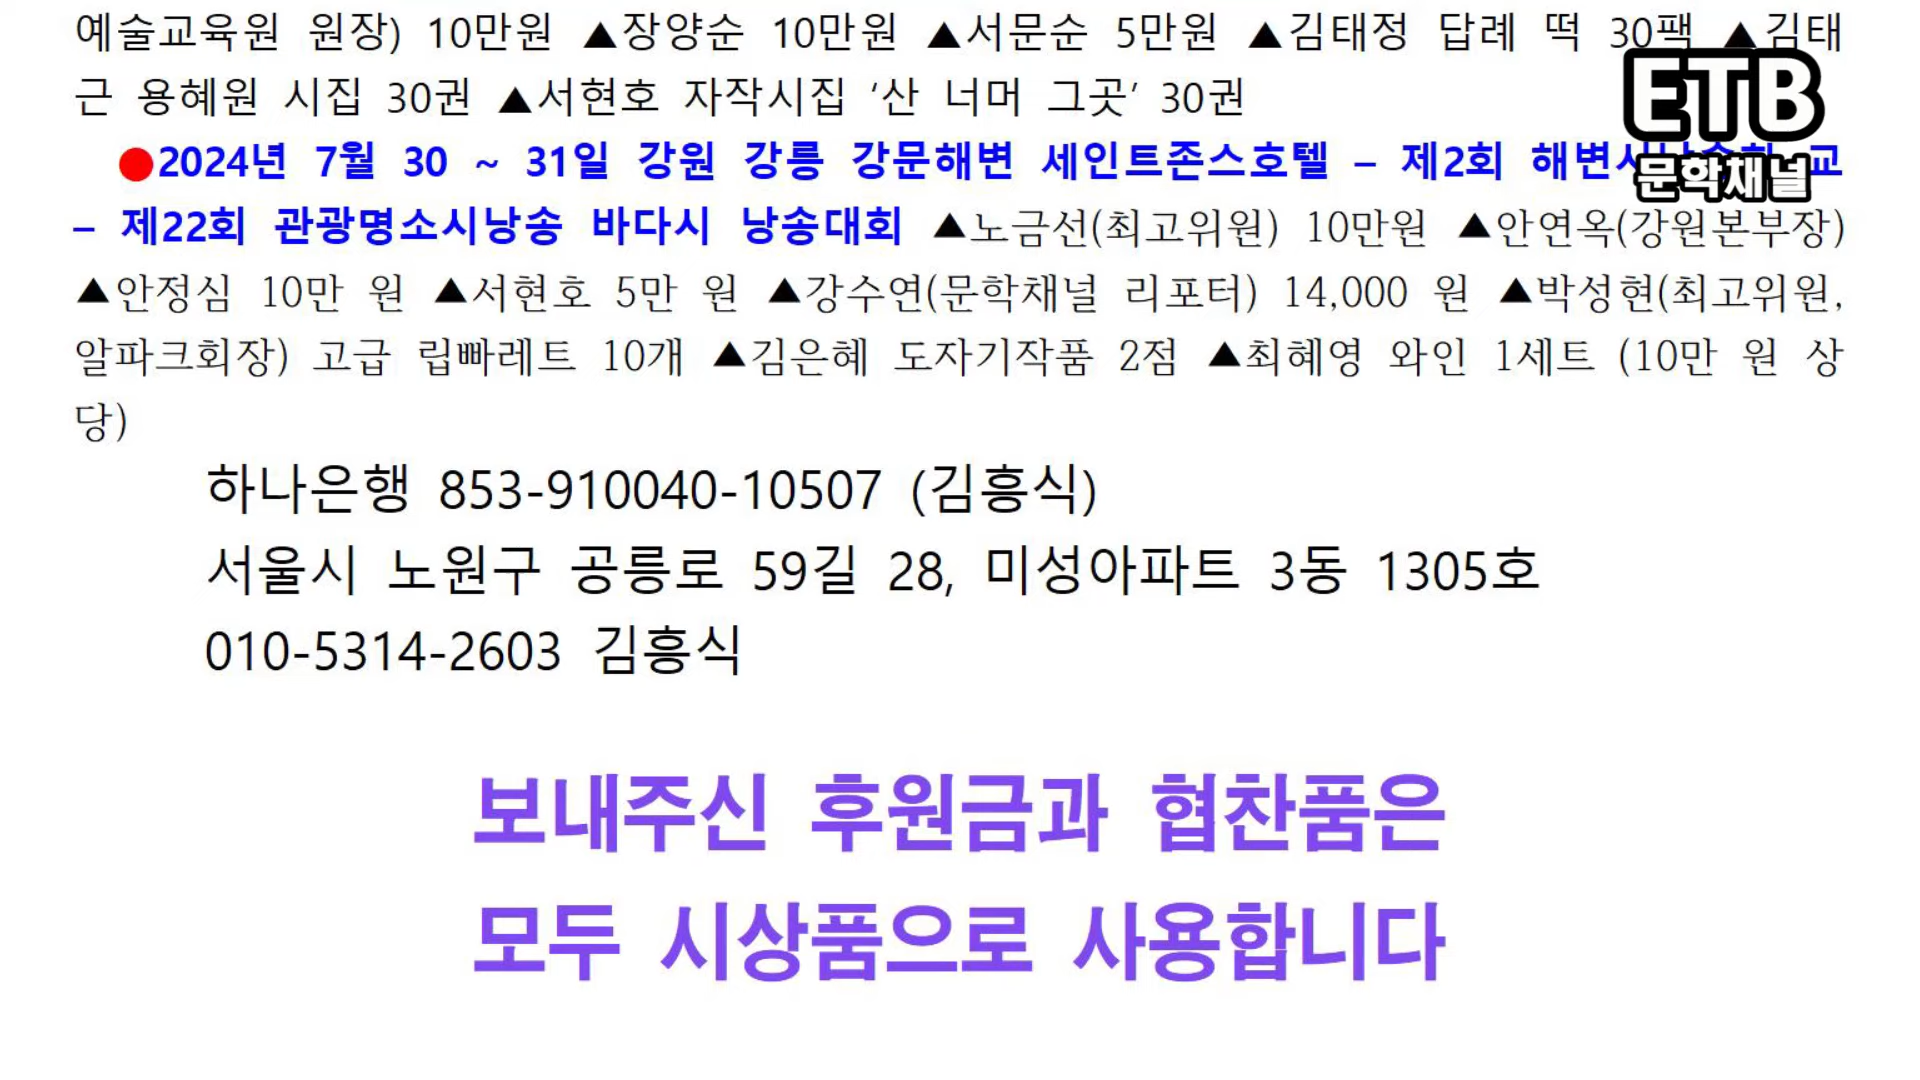 예술교육원 원장) 10만원 ▲장양순 10만원 ▲서문순 5만원 ▲김태정 답례 떡 30팩 ▲김태
근 용혜원 시집 30권 ▲서현호 자작시집 ‘산 너머 그곳’ 30권
ETB
문학채널
●2024년 7월 30 ~ 31일 강원 강릉 강문해변 세인트존스호텔 – 제2회 교
– 제22회 관광명소시낭송 바다시 낭송대회 ▲노금선(최고위원) 10만원 ▲안연옥(강원본부장)
▲안정심 10만 원 ▲서현호 5만 원 ▲강수연(문학채널 리포터) 14,000 원 ▲박성현(최고위원,
알파크회장) 고급 립빠레트 10개 ▲김은혜 도자기작품 2점 ▲최혜영 와인 1세트 (10만 원 상
당)
하나은행 853-910040-10507 (김흥식)
서울시 노원구 공릉로 59길 28, 미성아파트 3동 1305호
010-5314-2603 김흥식
보내주신 후원금과 협찬품은
모두 시상품으로 사용합니다